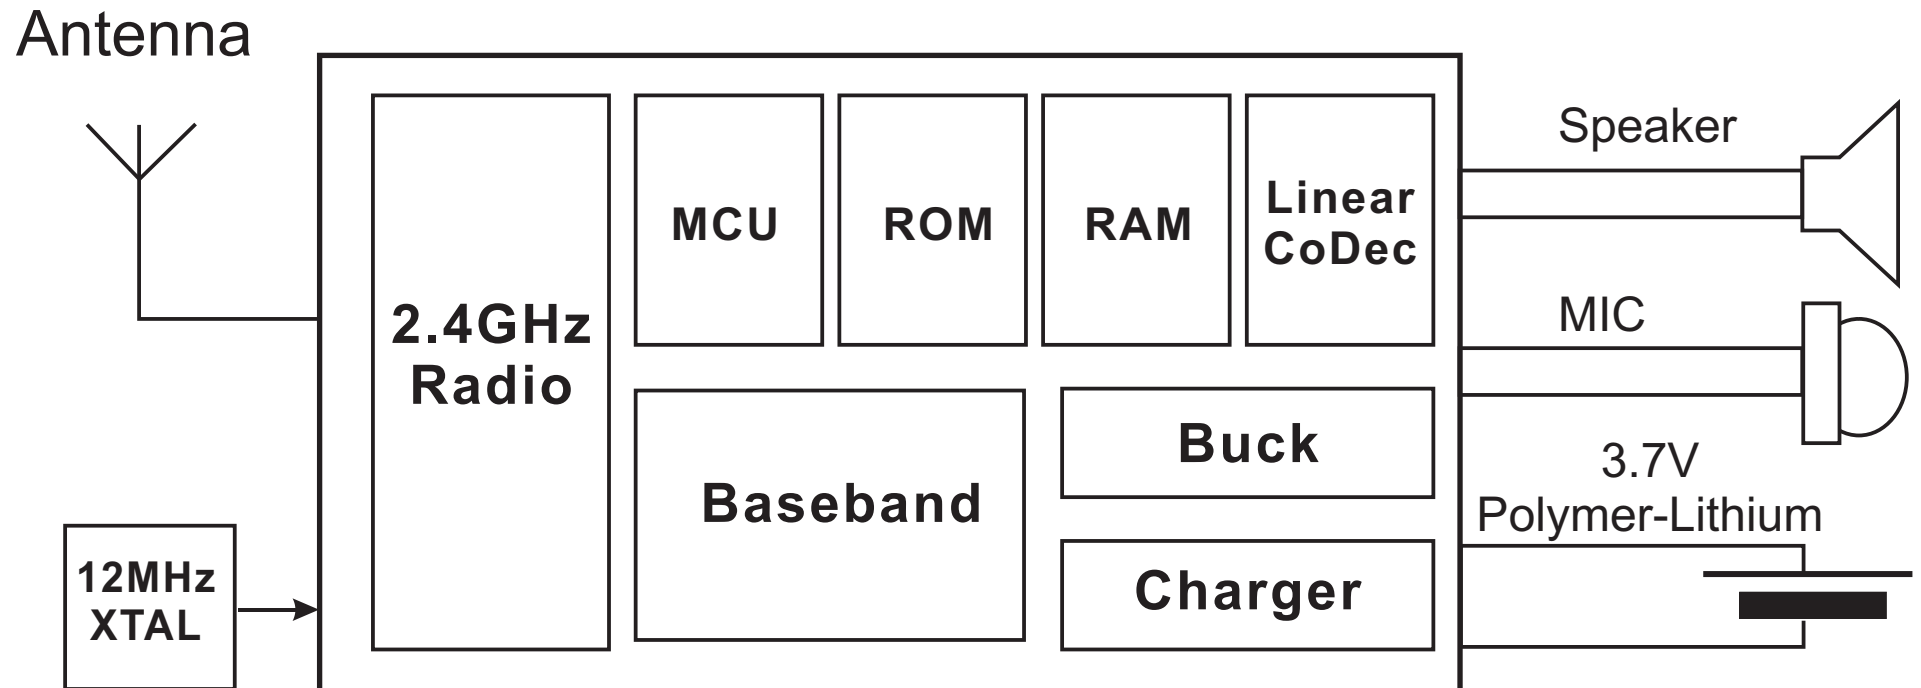 Antenna
2.4GHz
Radio
MCU
ROM
RAM
Linear
CoDec
Speaker
MIC
Baseband
Buck
Charger
3.7V
Polymer-Lithium
12MHz
XTAL